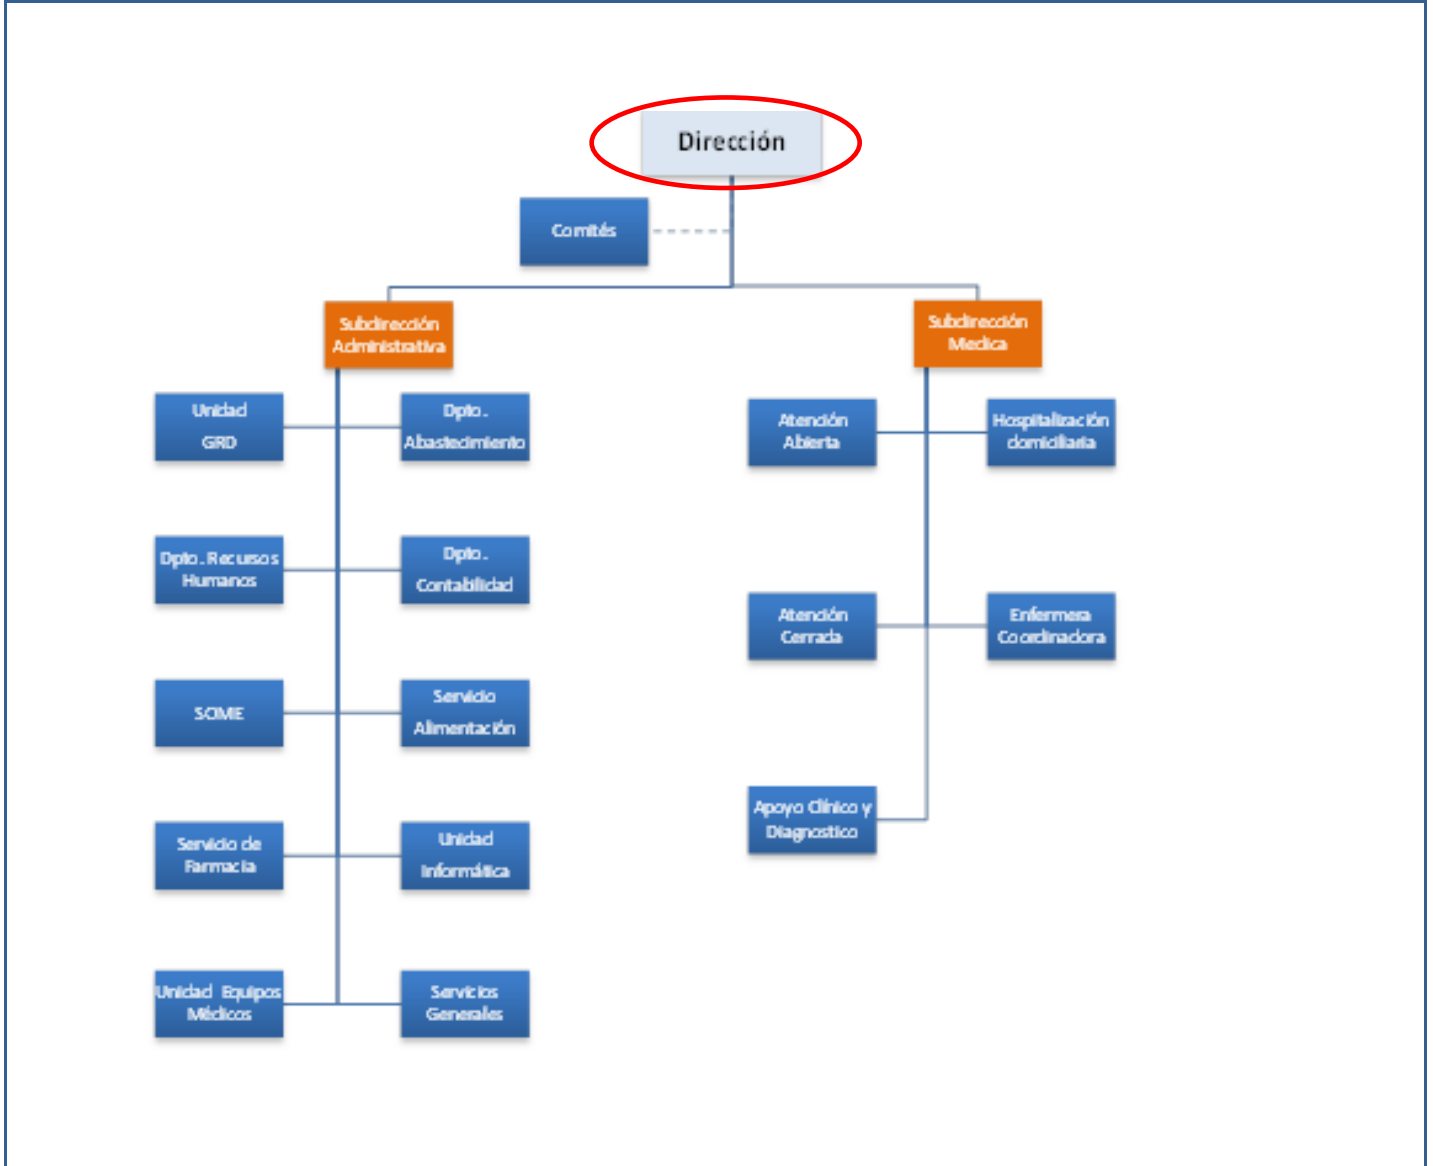 Dirección
Comités
Subdirección
Administrativa
Subdirección
Medica
Unidad
GRD
Dpto.
Abastecimiento
Atención
Abierta
Hospitalización
domiciliaria
Dpto. Recursos
Humanos
Dpto.
Contabilidad
Atención
Cerrada
Enfermera
Coordinadora
SOME
Servicio
Alimentación
Servicio de
Farmacia
Unidad
Informática
Apoyo Clínico y
Diagnostico
Unidad Equipos
Médicos
Servicios
Generales